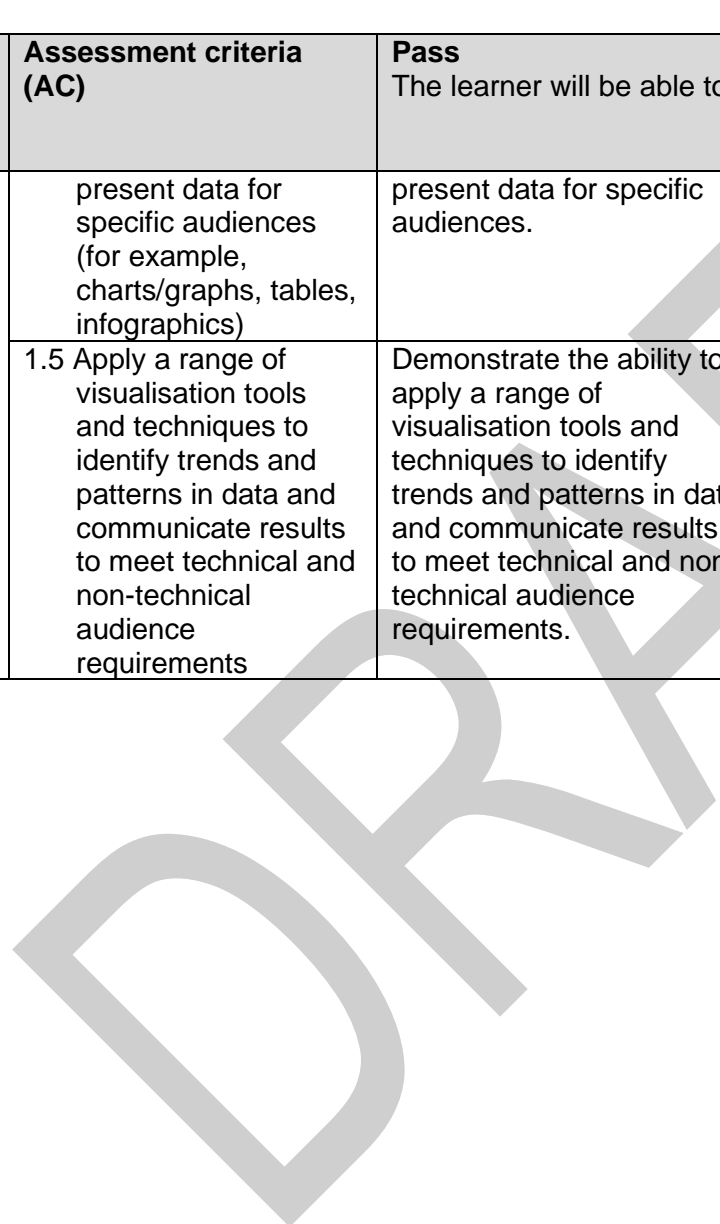 Assessment criteria
(AC)
Pass
The learner will be able to
present data for
specific audiences
(for example,
charts/graphs, tables,
infographics)
present data for specific
audiences.
1.5 Apply a range of
visualisation tools
and techniques to
identify trends and
patterns in data and
communicate results
to meet technical and
non-technical
audience
requirements
Demonstrate the ability to
apply a range of
visualisation tools and
techniques to identify
trends and patterns in dat
and communicate results
to meet technical and non
technical audience
requirements.
DRA